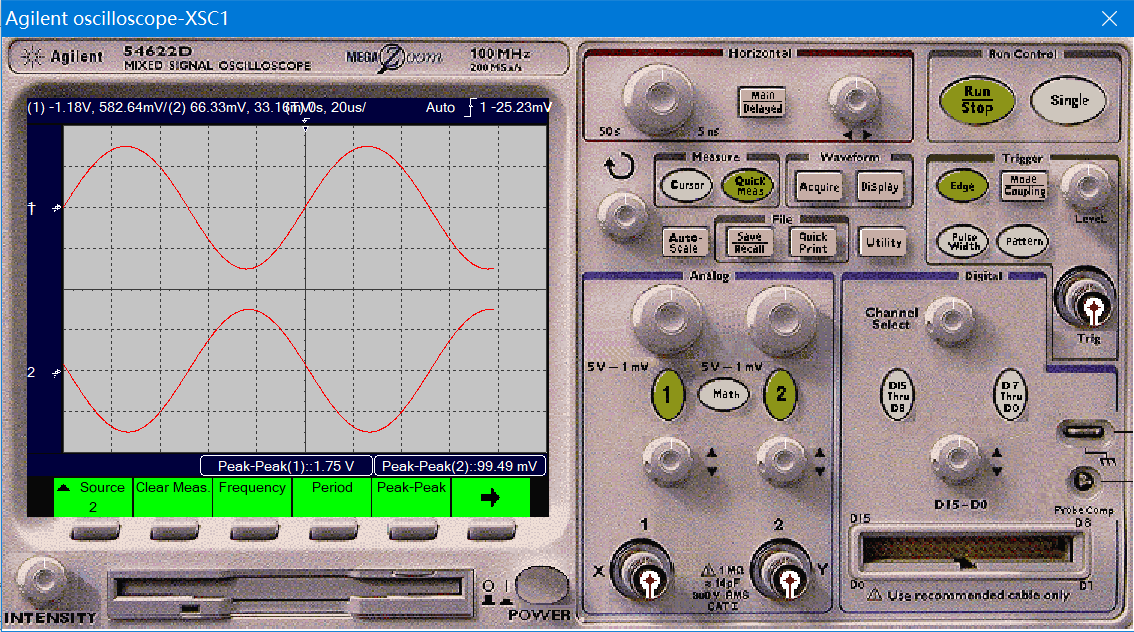 Agilent oscilloscope-XSC1
Agilent
54622D
MIXED SIGNAL OSCILLOSCOPE
MEGA Zoom
100 MHz
200 MSa/s
(1) -1.18V, 582.64mV/(2) 66.33mV, 33.16mV/
0s, 20us/
Auto
1 -25.23mV
1
2
Peak-Peak(1)::1.75 V
Peak-Peak(2)::99.49 mV
Source
2
Clear Meas.
Frequency
Period
Peak-Peak
INTENSITY
POWER
Horizontal
50s
5 ns
Main
Delayed
Run Control
Run
Stop
Single
Measure
Cursor
Quick
Meas
Waveform
Acquire
Display
Trigger
Edge
Mode
Coupling
Level
Pulse
Width
Pattern
Auto-
Scale
File
Save
Recall
Quick
Print
Utility
Analog
5V – 1 mV
5V – 1 mV
1
Math
2
1
2
X
Y
1 MΩ
≅ 14pF
300 V RMS
CAT I
Digital
Channel
Select
D15
Thru
D8
D7
Thru
D0
D15-D0
Trig
Probe Comp
D15
D8
D0
D7
Use recommended cable only